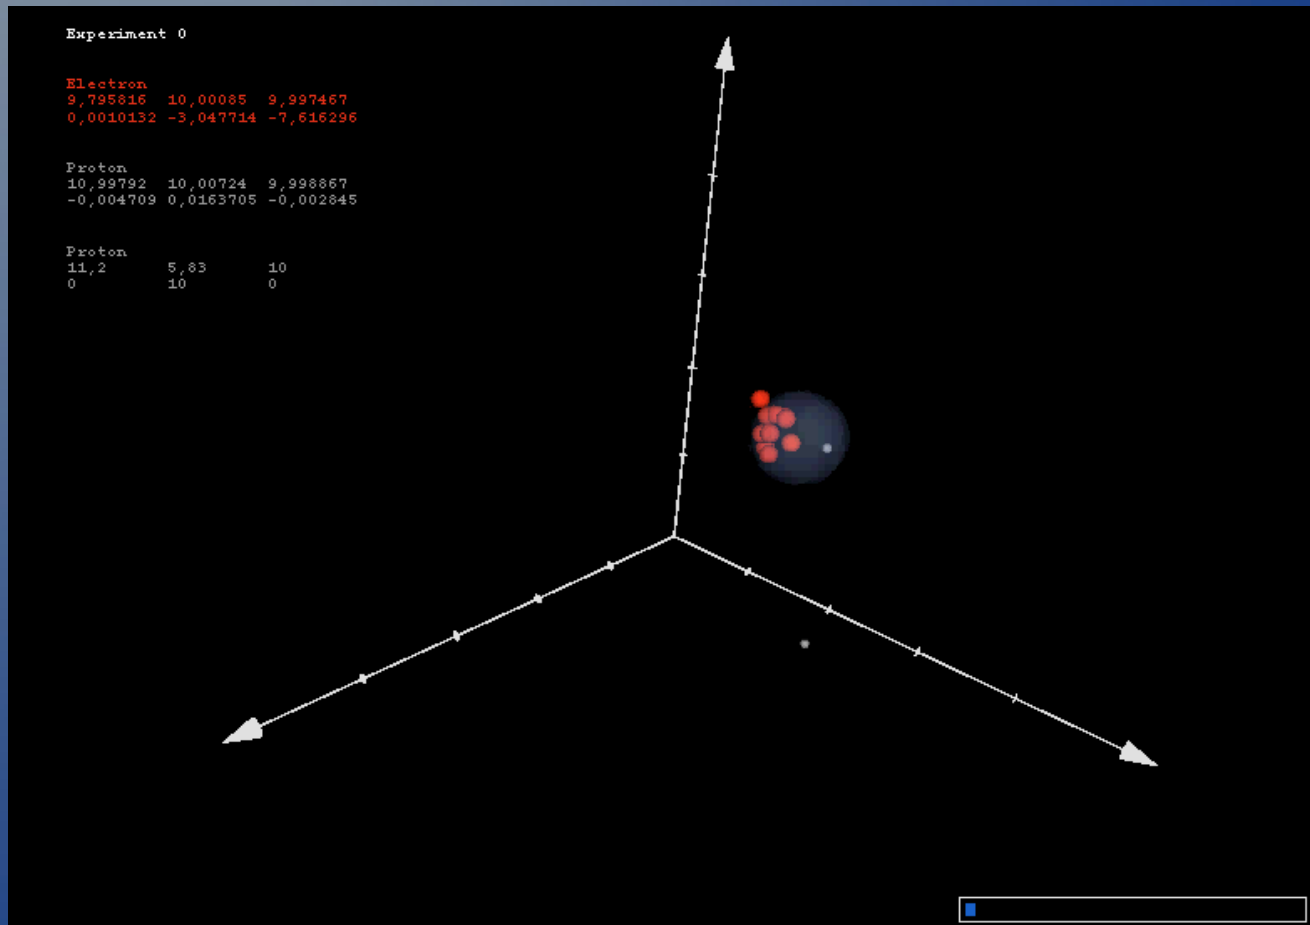 Experiment 0
Electron
9,795816 10,00085 9,997467
0,0010132 -3,047714 -7,616296
Proton
10,99792 10,00724 9,998867
-0,004709 0,0163705 -0,002845
Proton
11,2 5,83 10
0 10 0